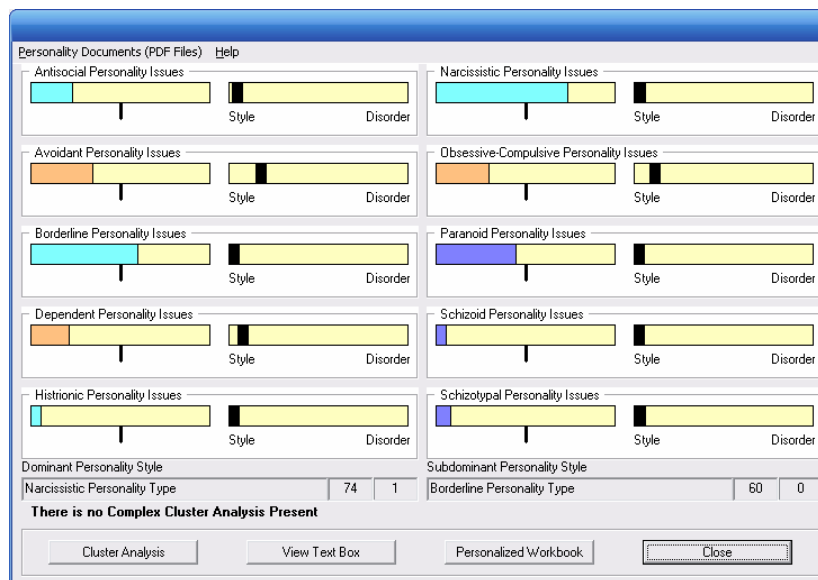 Personality Documents (PDF Files) Help
Antisocial Personality Issues
Style Disorder
Narcissistic Personality Issues
Style Disorder
Avoidant Personality Issues
Style Disorder
Obsessive-Compulsive Personality Issues
Style Disorder
Borderline Personality Issues
Style Disorder
Paranoid Personality Issues
Style Disorder
Dependent Personality Issues
Style Disorder
Schizoid Personality Issues
Style Disorder
Histrionic Personality Issues
Style Disorder
Schizotypal Personality Issues
Style Disorder
Dominant Personality Style
Narcissistic Personality Type 74 1
Subdominant Personality Style
Borderline Personality Type 60 0
There is no Complex Cluster Analysis Present
Cluster Analysis View Text Box Personalized Workbook Close